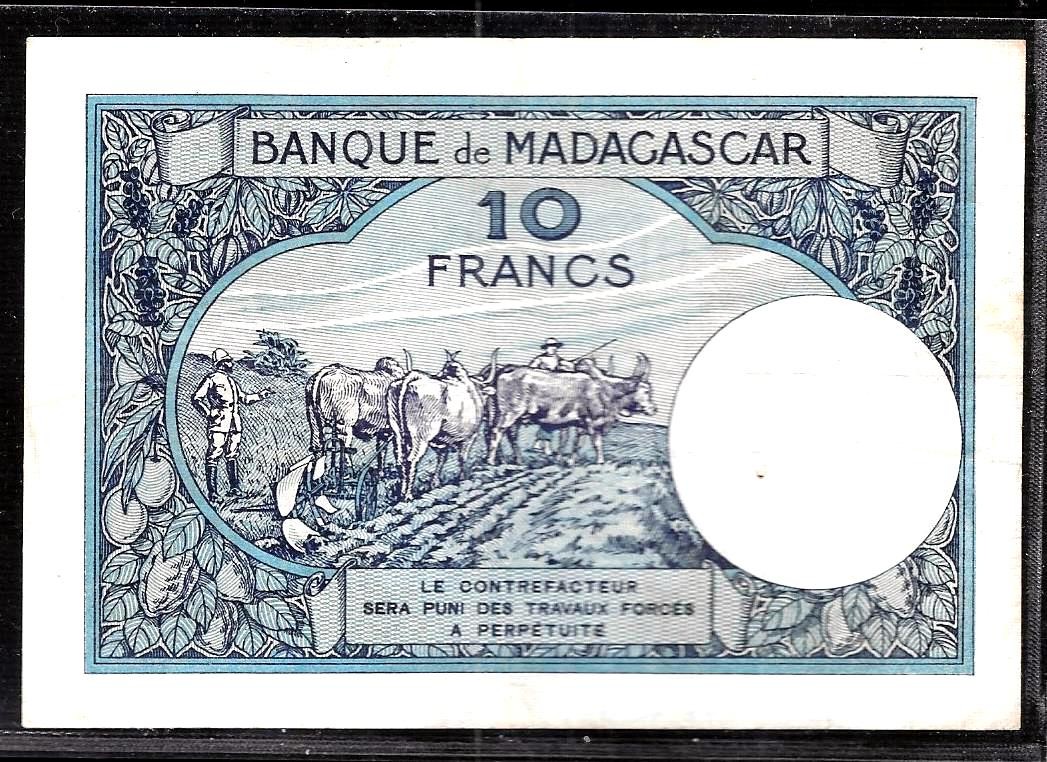 BANQUE de MADAGASCAR
10
FRANCS
LE CONTREFACTEUR
SERA PUNI DES TRAVAUX FORCÉS
A PERPÉTUITÉ